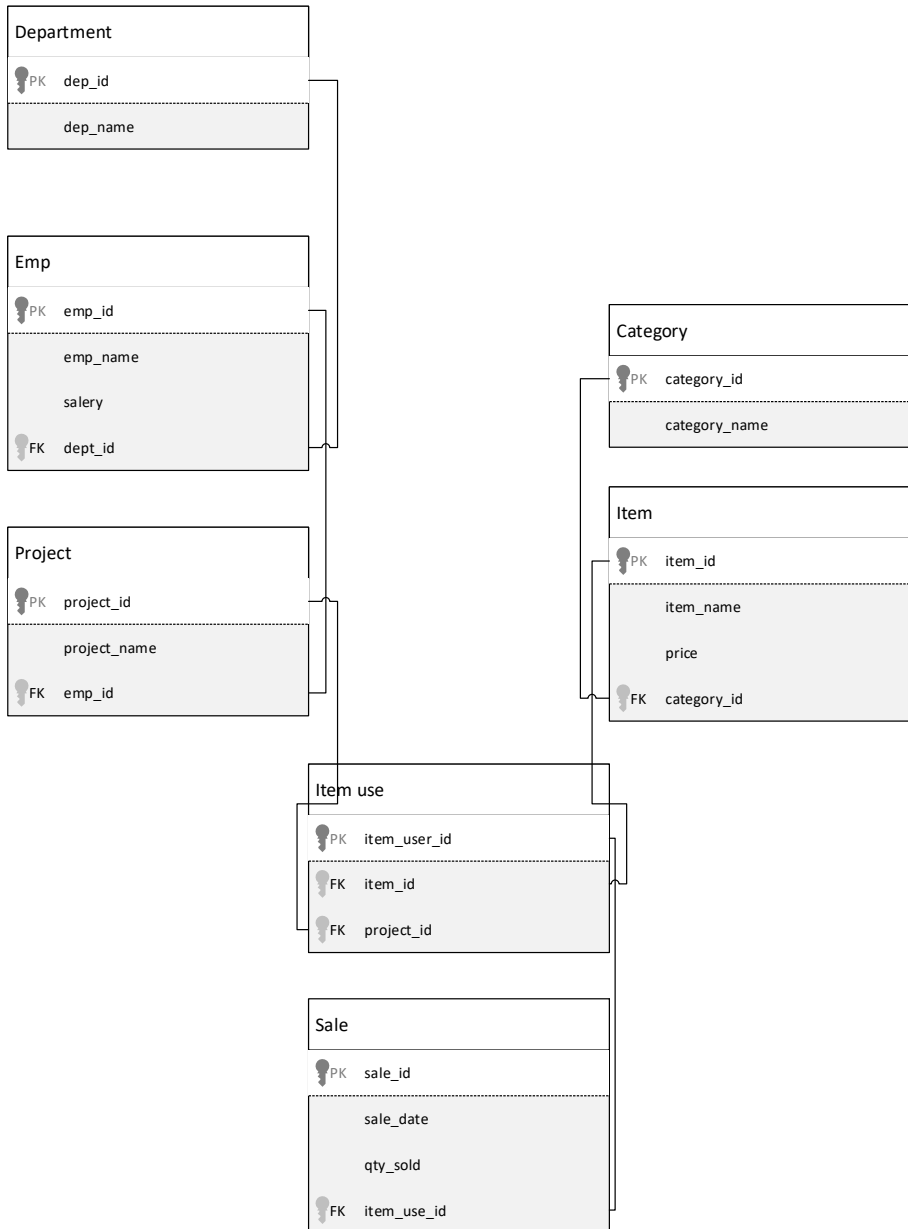 Department
PK dep_id
dep_name
Emp
PK emp_id
emp_name
salery
FK dept_id
Project
PK project_id
project_name
FK emp_id
Category
PK category_id
category_name
Item
PK item_id
item_name
price
FK category_id
Item use
PK item_user_id
FK item_id
FK project_id
Sale
PK sale_id
sale_date
qty_sold
FK item_use_id